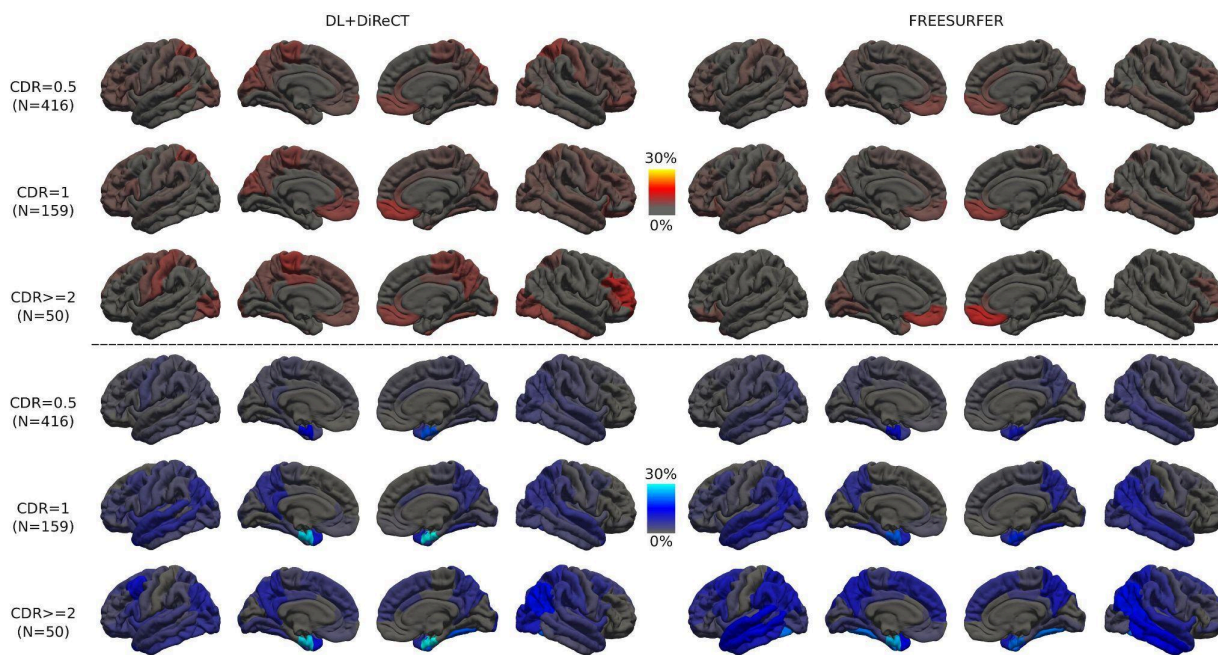 DL+DiReCT
FREESURFER
CDR=0.5
(N=416)
CDR=1
(N=159)
30%
0%
CDR>=2
(N=50)
CDR=0.5
(N=416)
CDR=1
(N=159)
30%
0%
CDR>=2
(N=50)